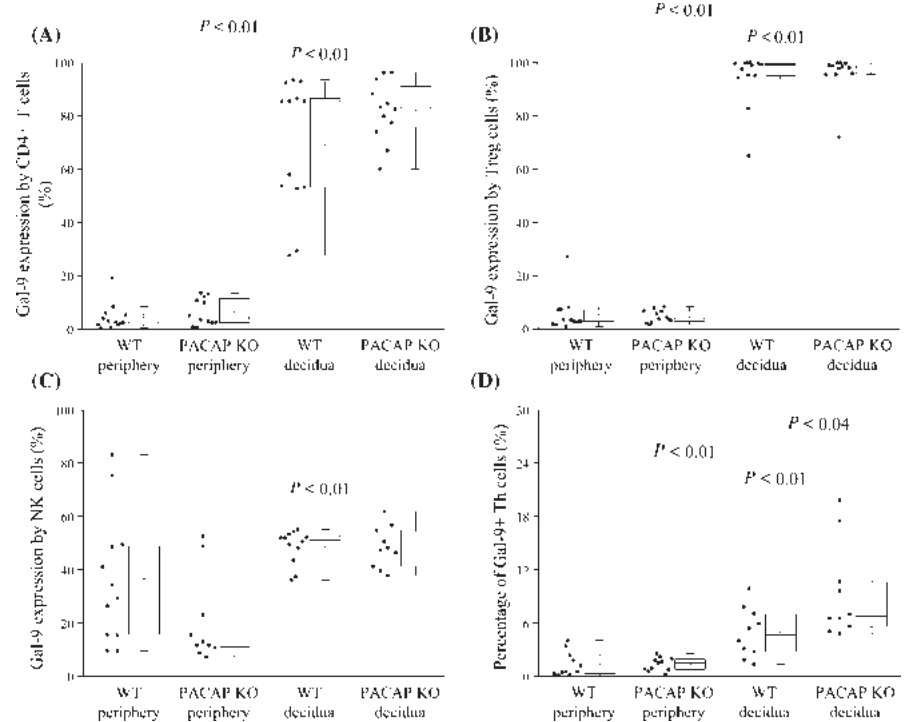 (A)
P < 0.01
P < 0.01
Gal-9 expression by CD4+ T cells
(%)
100
80
60
40
20
0
WT
periphery
PACAP KO
periphery
WT
decidua
PACAP KO
decidua
(B)
P < 0.01
P < 0.01
Gal-9 expression by Treg cells (%)
100
80
60
40
20
0
WT
periphery
PACAP KO
periphery
WT
decidua
PACAP KO
decidua
(C)
P < 0.01
Gal-9 expression by NK cells (%)
100
80
60
40
20
0
WT
periphery
PACAP KO
periphery
WT
decidua
PACAP KO
decidua
(D)
P < 0.04
P < 0.01
P < 0.01
Percentage of Gal-9+ Th cells (%)
30
24
18
12
6
0
WT
periphery
PACAP KO
periphery
WT
decidua
PACAP KO
decidua